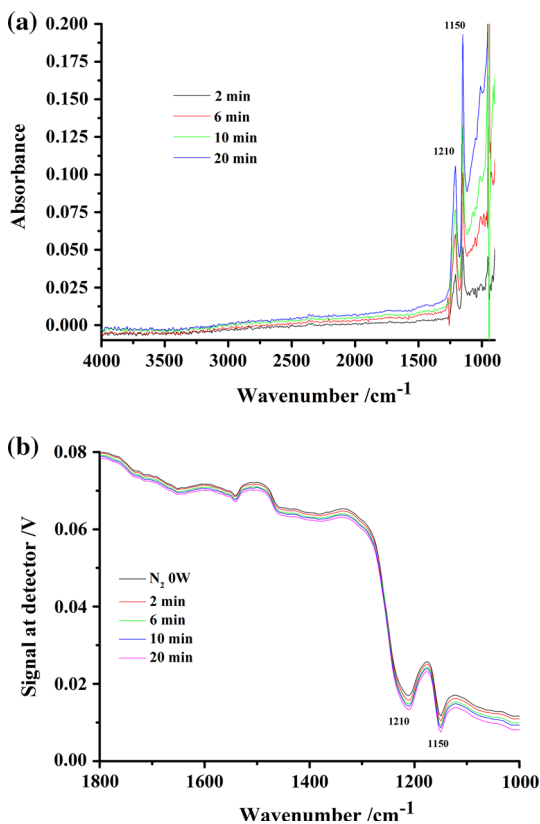 (a)
0.200
0.175
0.150
0.125
0.100
0.075
0.050
0.025
0.000
Absorbance
2 min
6 min
10 min
20 min
1150
1210
4000 3500 3000 2500 2000 1500 1000
Wavenumber /cm⁻¹
(b)
0.08
0.06
0.04
0.02
0.00
Signal at detector /V
N₂ 0W
2 min
6 min
10 min
20 min
1210
1150
1800 1600 1400 1200 1000
Wavenumber /cm⁻¹